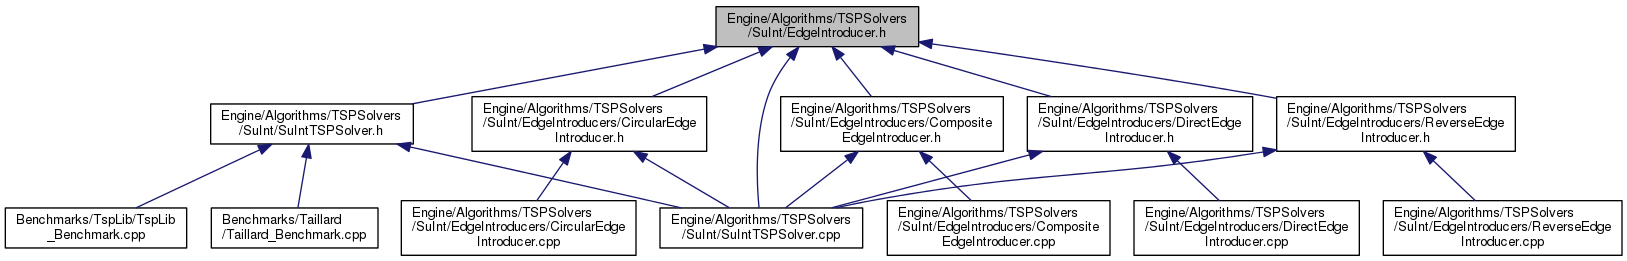 Engine/Algorithms/TSPSolvers
/SuInt/EdgeIntroducer.h
Engine/Algorithms/TSPSolvers
/SuInt/SuIntTSPSolver.h
Engine/Algorithms/TSPSolvers
/SuInt/EdgeIntroducers/CircularEdge
Introducer.h
Engine/Algorithms/TSPSolvers
/SuInt/EdgeIntroducers/Composite
EdgeIntroducer.h
Engine/Algorithms/TSPSolvers
/SuInt/EdgeIntroducers/DirectEdge
Introducer.h
Engine/Algorithms/TSPSolvers
/SuInt/EdgeIntroducers/ReverseEdge
Introducer.h
Benchmarks/TspLib/TspLib
_Benchmark.cpp
Benchmarks/Taillard
/Taillard_Benchmark.cpp
Engine/Algorithms/TSPSolvers
/SuInt/EdgeIntroducers/CircularEdge
Introducer.cpp
Engine/Algorithms/TSPSolvers
/SuInt/SuIntTSPSolver.cpp
Engine/Algorithms/TSPSolvers
/SuInt/EdgeIntroducers/Composite
EdgeIntroducer.cpp
Engine/Algorithms/TSPSolvers
/SuInt/EdgeIntroducers/DirectEdge
Introducer.cpp
Engine/Algorithms/TSPSolvers
/SuInt/EdgeIntroducers/ReverseEdge
Introducer.cpp